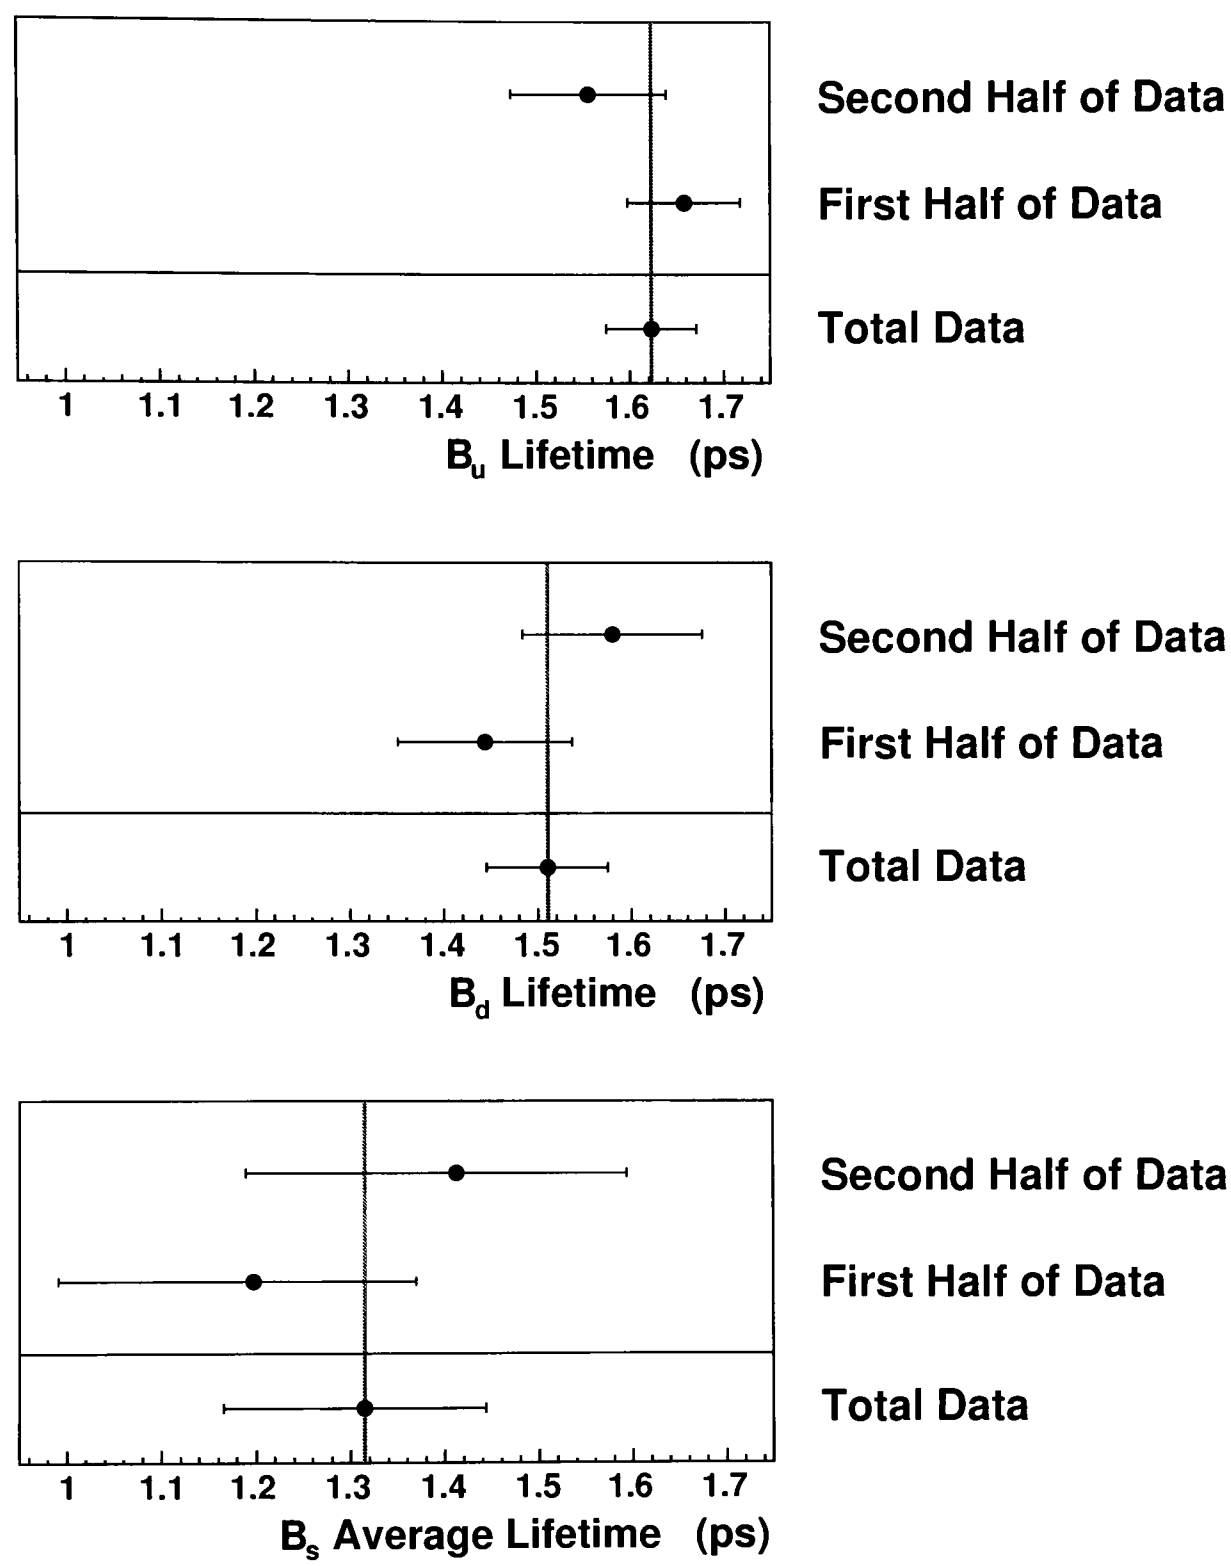 Second Half of Data
First Half of Data
Total Data
1 1.1 1.2 1.3 1.4 1.5 1.6 1.7
Bu Lifetime (ps)
Second Half of Data
First Half of Data
Total Data
1 1.1 1.2 1.3 1.4 1.5 1.6 1.7
Bd Lifetime (ps)
Second Half of Data
First Half of Data
Total Data
1 1.1 1.2 1.3 1.4 1.5 1.6 1.7
Bs Average Lifetime (ps)